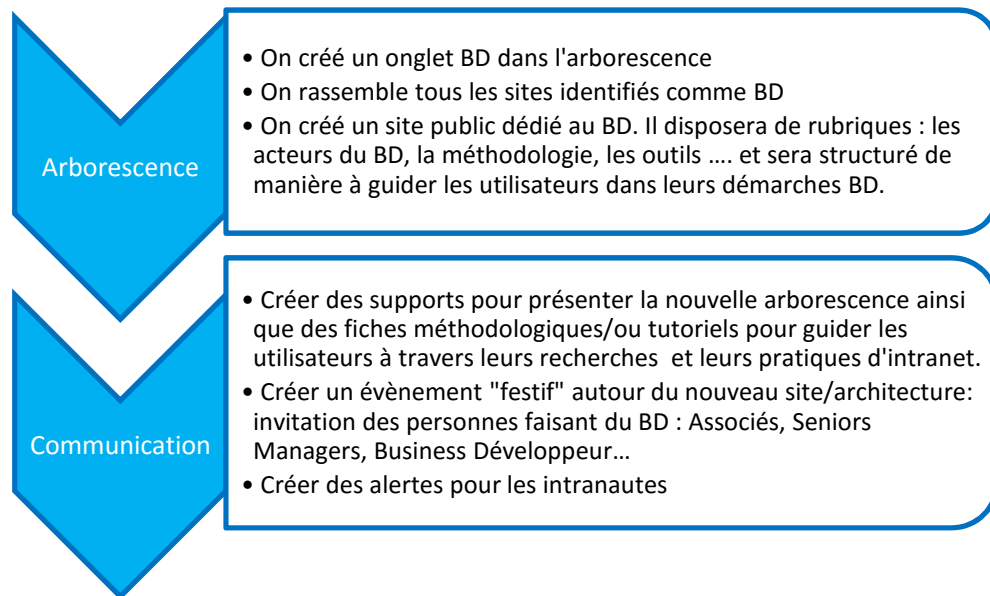 Arborescence
• On créé un onglet BD dans l'arborescence
• On rassemble tous les sites identifiés comme BD
• On créé un site public dédié au BD. Il disposera de rubriques : les
acteurs du BD, la méthodologie, les outils .... et sera structuré de
manière à guider les utilisateurs dans leurs démarches BD.
Communication
• Créer des supports pour présenter la nouvelle arborescence ainsi
que des fiches méthodologiques/ou tutoriels pour guider les
utilisateurs à travers leurs recherches  et leurs pratiques d'intranet.
• Créer un évènement "festif" autour du nouveau site/architecture:
invitation des personnes faisant du BD : Associés, Seniors
Managers, Business Développeur…
• Créer des alertes pour les intranautes